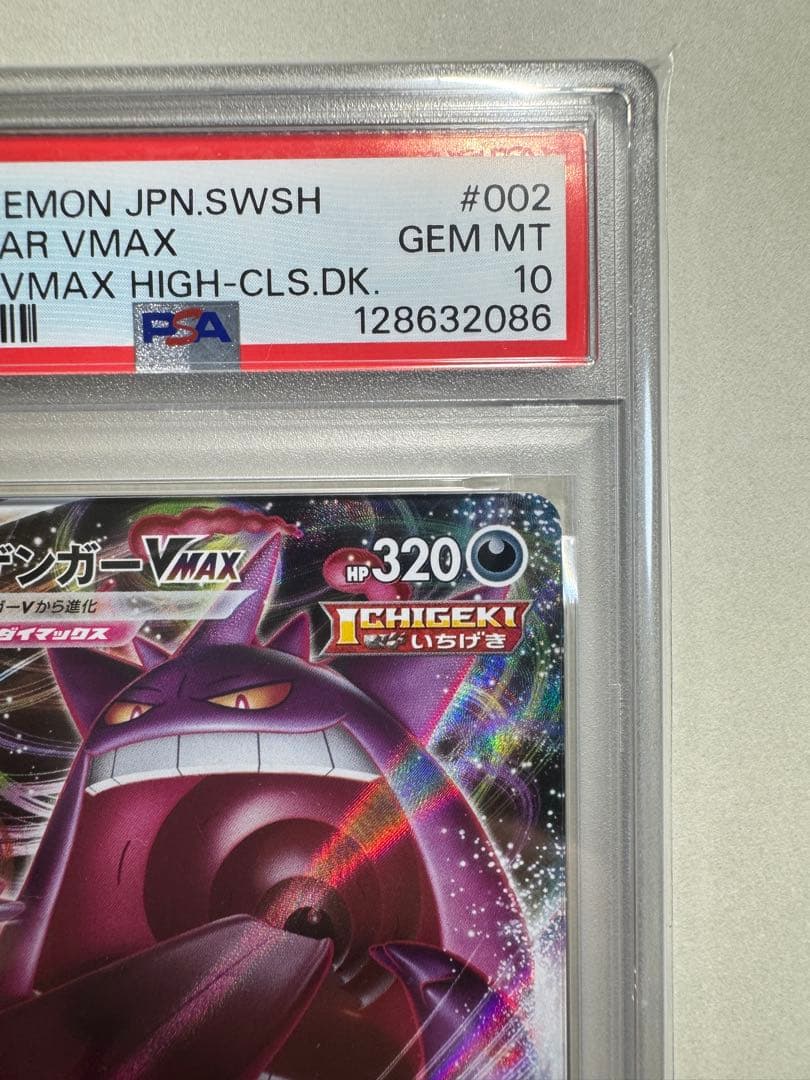 EMON JPN.SWSH #002
AR VMAX GEM MT
VMAX HIGH-CLS.DK. 10
PSA 128632086
ゲンガーVMAX HP320
ガーVから進化
ダイマックス
ICHIGEKI
いちげき